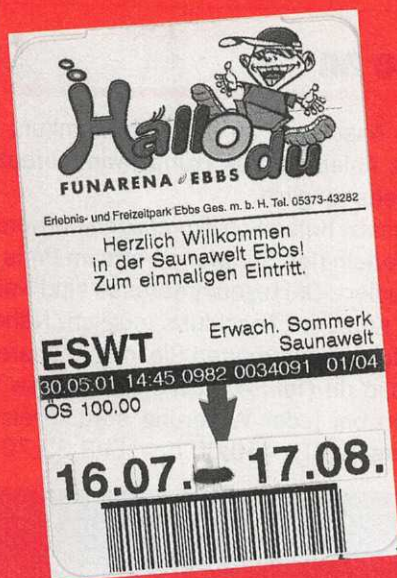 Hallo du
FUNARENA EBBS
Erlebnis- und Freizeitpark Ebbs Ges. m. b. H. Tel. 05373-43282
Herzlich Willkommen
in der Saunawelt Ebbs!
Zum einmaligen Eintritt.
ESWT
Erwach. Sommerk
Saunawelt
30.05.01 14:45 0982 0034091 01/04
ÖS 100.00
16.07. - 17.08.